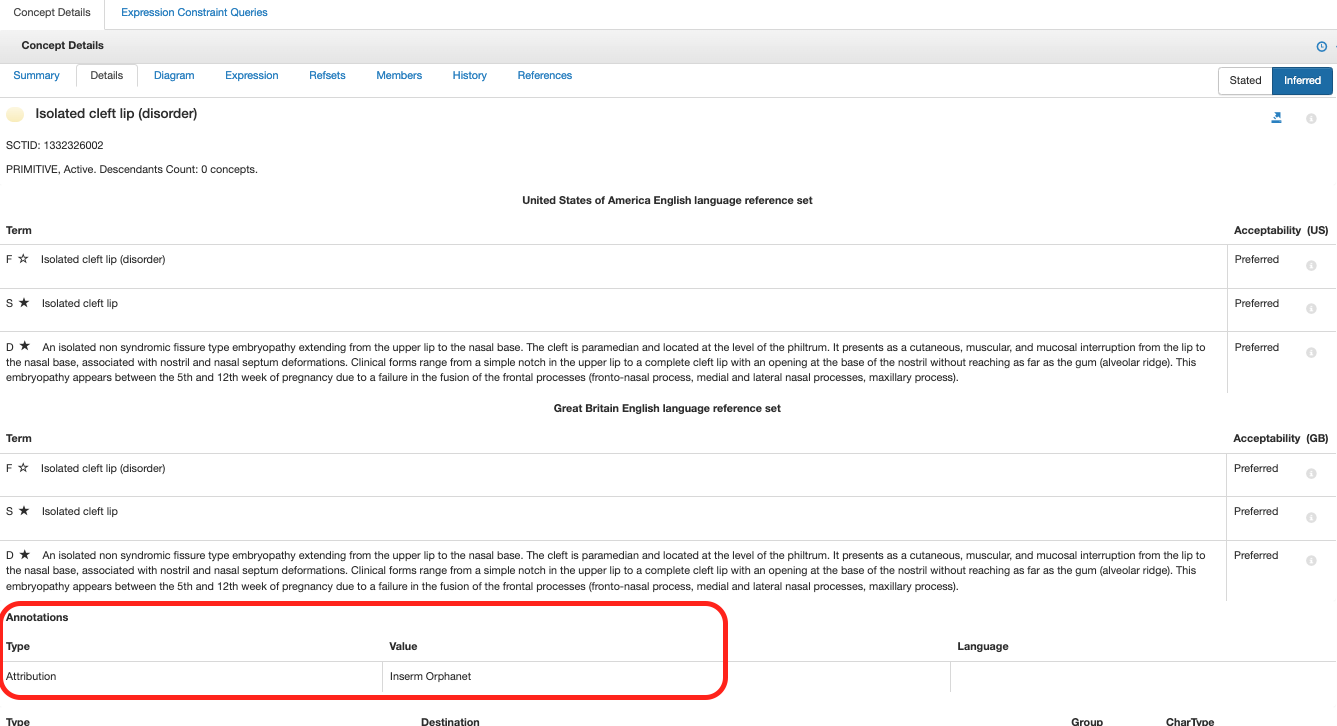 Concept Details Expression Constraint Queries
Concept Details
Summary Details Diagram Expression Refsets Members History References Stated Inferred
Isolated cleft lip (disorder)
SCTID: 1332326002
PRIMITIVE, Active. Descendants Count: 0 concepts.
United States of America English language reference set
Term Acceptability (US)
F ☆ Isolated cleft lip (disorder) Preferred
S ★ Isolated cleft lip Preferred
D ★ An isolated non syndromic fissure type embryopathy extending from the upper lip to the nasal base. The cleft is paramedian and located at the level of the philtrum. It presents as a cutaneous, muscular, and mucosal interruption from the lip to Preferred
the nasal base, associated with nostril and nasal septum deformations. Clinical forms range from a simple notch in the upper lip to a complete cleft lip with an opening at the base of the nostril without reaching as far as the gum (alveolar ridge). This
embryopathy appears between the 5th and 12th week of pregnancy due to a failure in the fusion of the frontal processes (fronto-nasal process, medial and lateral nasal processes, maxillary process).
Great Britain English language reference set
Term Acceptability (GB)
F ☆ Isolated cleft lip (disorder) Preferred
S ★ Isolated cleft lip Preferred
D ★ An isolated non syndromic fissure type embryopathy extending from the upper lip to the nasal base. The cleft is paramedian and located at the level of the philtrum. It presents as a cutaneous, muscular, and mucosal interruption from the lip to Preferred
the nasal base, associated with nostril and nasal septum deformations. Clinical forms range from a simple notch in the upper lip to a complete cleft lip with an opening at the base of the nostril without reaching as far as the gum (alveolar ridge). This
embryopathy appears between the 5th and 12th week of pregnancy due to a failure in the fusion of the frontal processes (fronto-nasal process, medial and lateral nasal processes, maxillary process).
Annotations
Type Value Language
Attribution Inserm Orphanet
Type Destination Group CharType